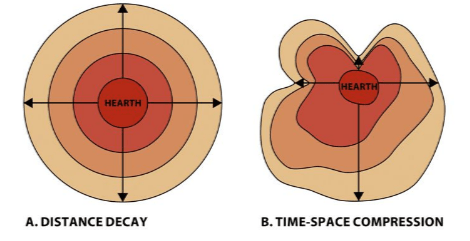 HEARTH
HEARTH
A. DISTANCE DECAY
B. TIME-SPACE COMPRESSION